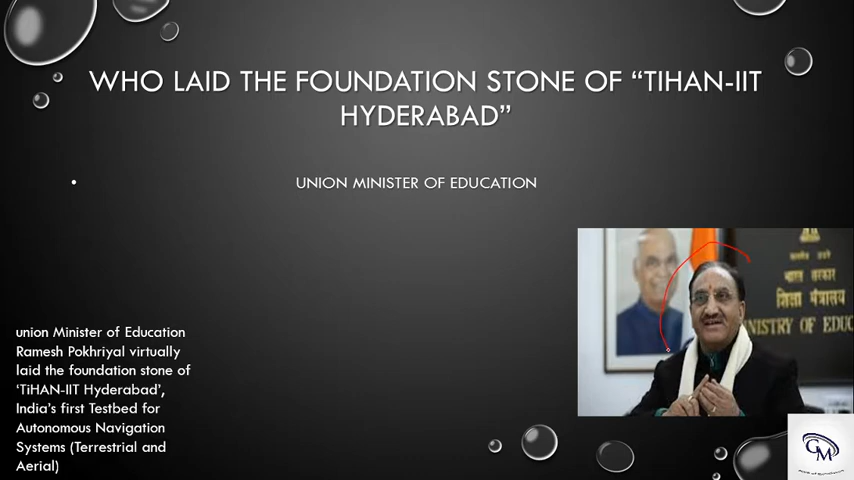 WHO LAID THE FOUNDATION STONE OF “TIHAN-IIT
HYDERABAD”
• UNION MINISTER OF EDUCATION
union Minister of Education
Ramesh Pokhriyal virtually
laid the foundation stone of
‘TiHAN-IIT Hyderabad’,
India’s first Testbed for
Autonomous Navigation
Systems (Terrestrial and
Aerial)
भारत सरकार
शिक्षा मंत्रालय
NISTRY OF EDUC
GM